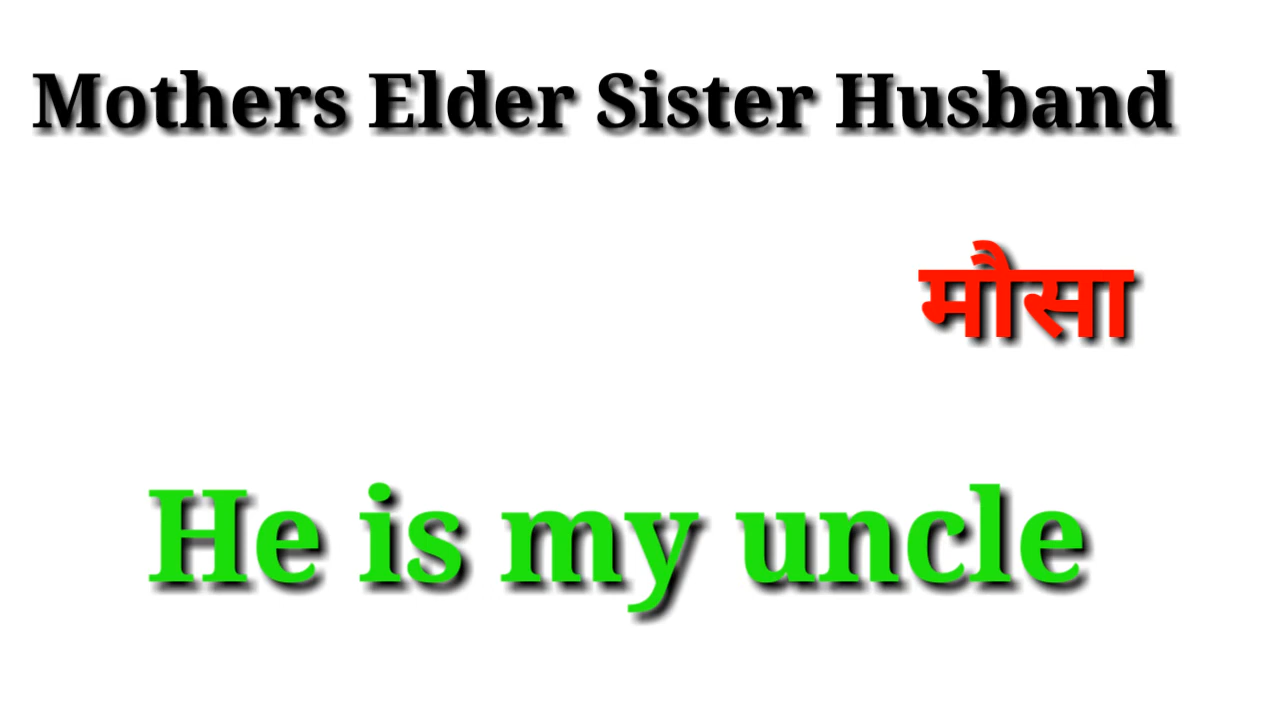 Mothers Elder Sister Husband
मौसा
He is my uncle